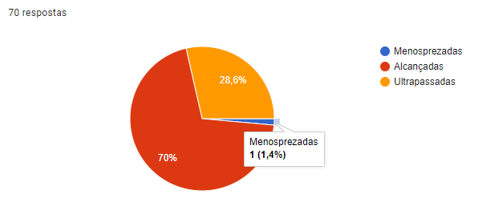 70 respostas
Menosprezadas
Alcançadas
Ultrapassadas
28,6%
Menosprezadas
1 (1,4%)
70%